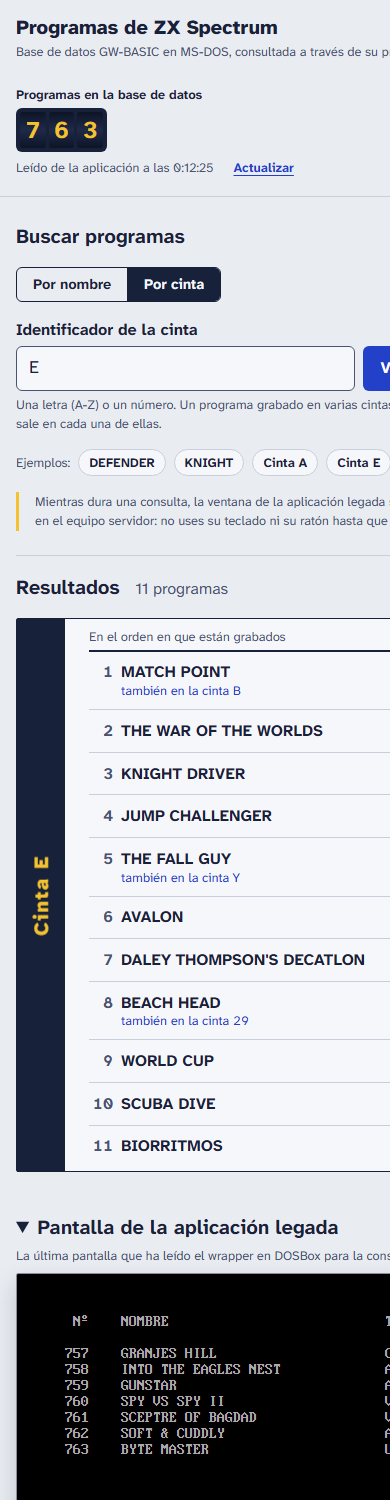 Programas de ZX Spectrum
Base de datos GW-BASIC en MS-DOS, consultada a través de su
Programas en la base de datos
7 6 3
Leído de la aplicación a las 0:12:25 Actualizar
Buscar programas
Por nombre Por cinta
Identificador de la cinta
E
Una letra (A-Z) o un número. Un programa grabado en varias cintas
sale en cada una de ellas.
Ejemplos: DEFENDER KNIGHT Cinta A Cinta E
Mientras dura una consulta, la ventana de la aplicación legada
en el equipo servidor: no uses su teclado ni su ratón hasta que
Resultados 11 programas
Cinta E
En el orden en que están grabados
1 MATCH POINT
también en la cinta B
2 THE WAR OF THE WORLDS
3 KNIGHT DRIVER
4 JUMP CHALLENGER
5 THE FALL GUY
también en la cinta Y
6 AVALON
7 DALEY THOMPSON'S DECATLON
8 BEACH HEAD
también en la cinta 29
9 WORLD CUP
10 SCUBA DIVE
11 BIORRITMOS
▼ Pantalla de la aplicación legada
La última pantalla que ha leído el wrapper en DOSBox para la
Nº NOMBRE
757 GRANJES HILL
758 INTO THE EAGLES NEST
759 GUNSTAR
760 SPY VS SPY II
761 SCEPTRE OF BAGDAD
762 SOFT & CUDDLY
763 BYTE MASTER